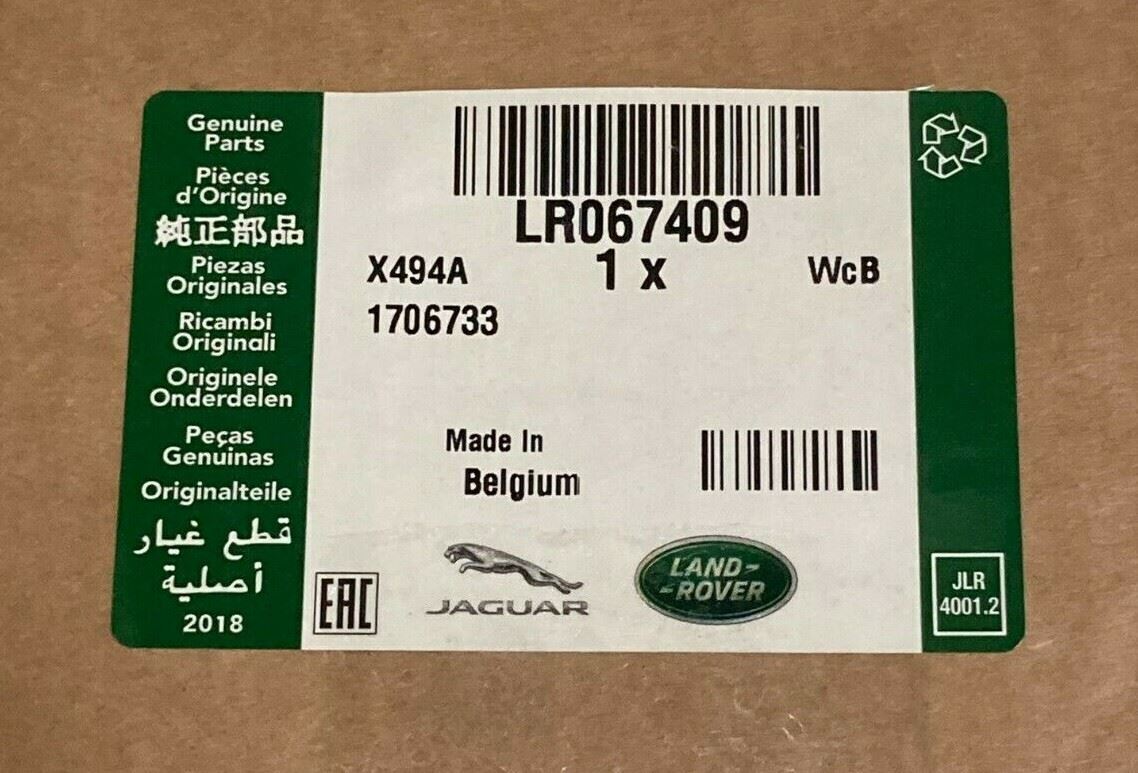 Genuine
Parts
Pièces
d'Origine
純正部品
Piezas
Originales
Ricambi
Originali
Originele
Onderdelen
Peças
Genuinas
Originalteile
قطع غيار
أصلية
2018
LR067409
X494A
1 x
WcB
1706733
Made In
Belgium
EAC
JAGUAR
LAND-
-ROVER
JLR
4001.2